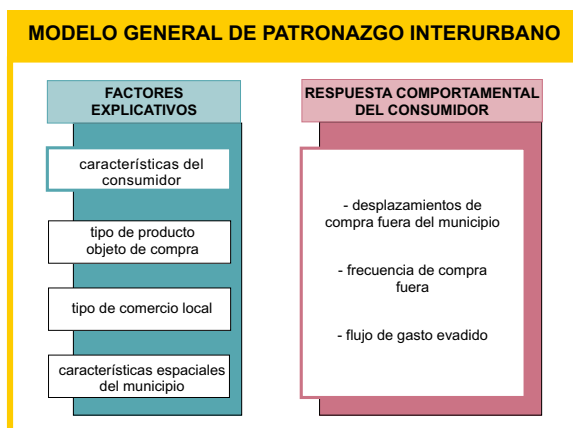 MODELO GENERAL DE PATRONAZGO INTERURBANO
FACTORES
EXPLICATIVOS
características del
consumidor
tipo de producto
objeto de compra
tipo de comercio local
características espaciales
del municipio
RESPUESTA COMPORTAMENTAL
DEL CONSUMIDOR
- desplazamientos de
compra fuera del municipio
- frecuencia de compra
fuera
- flujo de gasto evadido